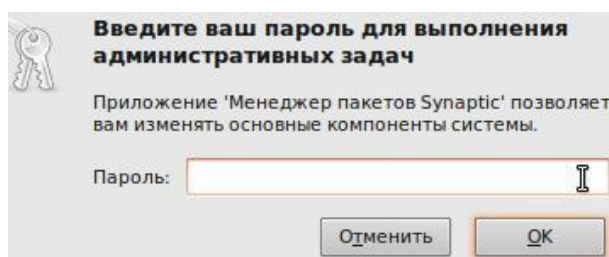 Введите ваш пароль для выполнения
административных задач
Приложение 'Менеджер пакетов Synaptic' позволяет
вам изменять основные компоненты системы.
Пароль:
Отменить
OK